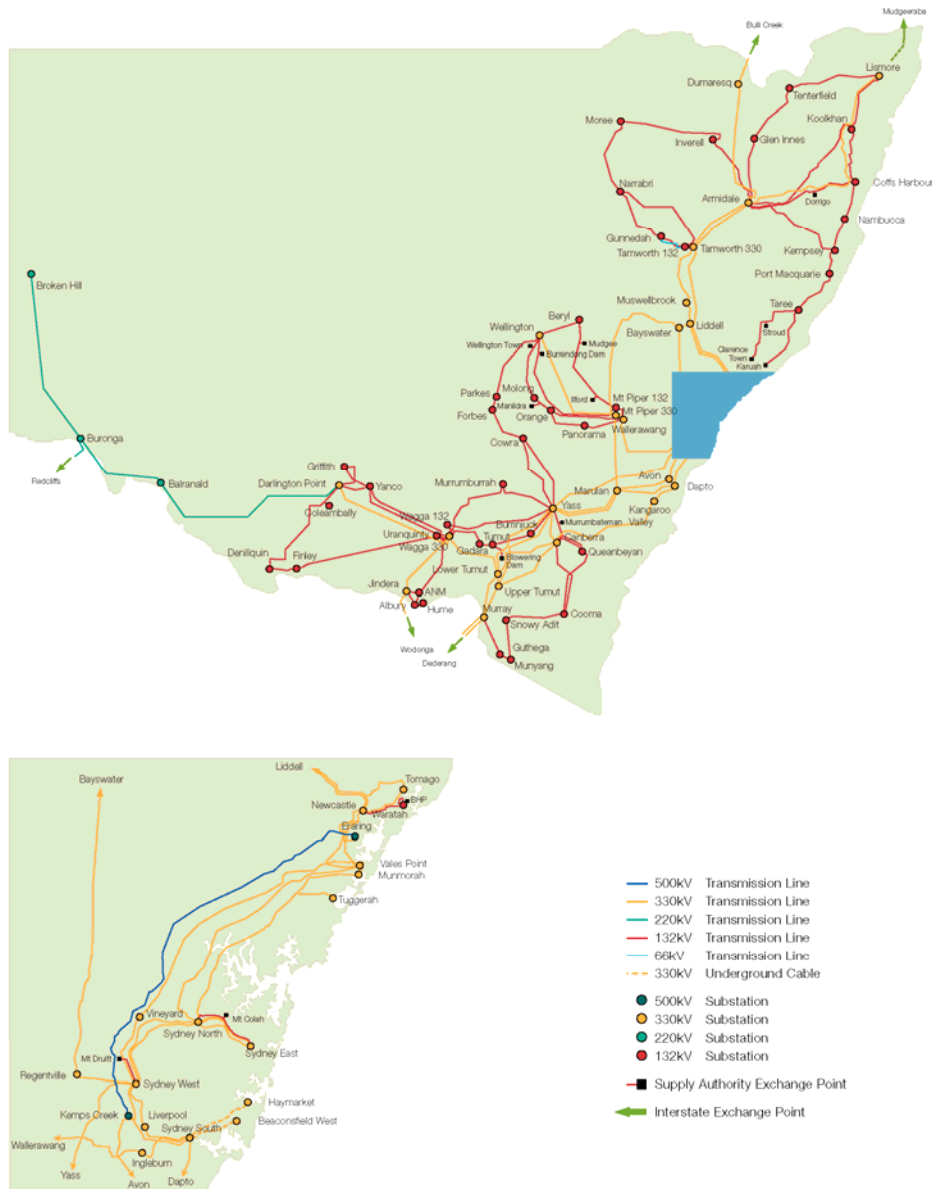 Mudgeeraba
Bulli Creek
Lismore
Dumaresq
Tenterfield
Koolkhan
Moree
Inverell
Glen Innes
Coffs Harbour
Narrabri
Armidale
Dorrigo
Nambucca
Gunnedah
Tamworth 330
Tamworth 132
Kempsey
Port Macquarie
Broken Hill
Muswellbrook
Taree
Beryl
Wellington
Bayswater
Liddell
Stroud
Wellington Town
Burrendong Dam
Mudgee
Clarence
Town
Karuah
Parkes
Molong
Ilford
Mt Piper 132
Forbes
Manildra
Orange
Mt Piper 330
Panorama
Wallerawang
Buronga
Cowra
Redcliffs
Griffith
Avon
Balranald
Darlington Point
Yanco
Murrumburrah
Marulan
Dapto
Coleambally
Wagga 132
Yass
Kangaroo
Valley
Uranquinty
Burrinjuck
Murrumbateman
Wagga 330
Tumut
Canberra
Gadara
Deniliquin
Finley
Blowering
Dam
Queanbeyan
Lower Tumut
Jindera
ANM
Upper Tumut
Albury
Hume
Murray
Cooma
Snowy Adit
Wodonga
Dederang
Guthega
Munyang
Liddell
Bayswater
Tomago
BHP
Newcastle
Waratah
Eraring
Vales Point
Munmorah
Tuggerah
500kV Transmission Line
330kV Transmission Line
220kV Transmission Line
132kV Transmission Line
66kV Transmission Line
330kV Underground Cable
500kV Substation
330kV Substation
220kV Substation
132kV Substation
Supply Authority Exchange Point
Interstate Exchange Point
Vineyard
Mt Colah
Sydney North
Mt Druitt
Sydney East
Regentville
Sydney West
Haymarket
Kemps Creek
Liverpool
Beaconsfield West
Sydney South
Wallerawang
Ingleburn
Yass
Avon
Dapto